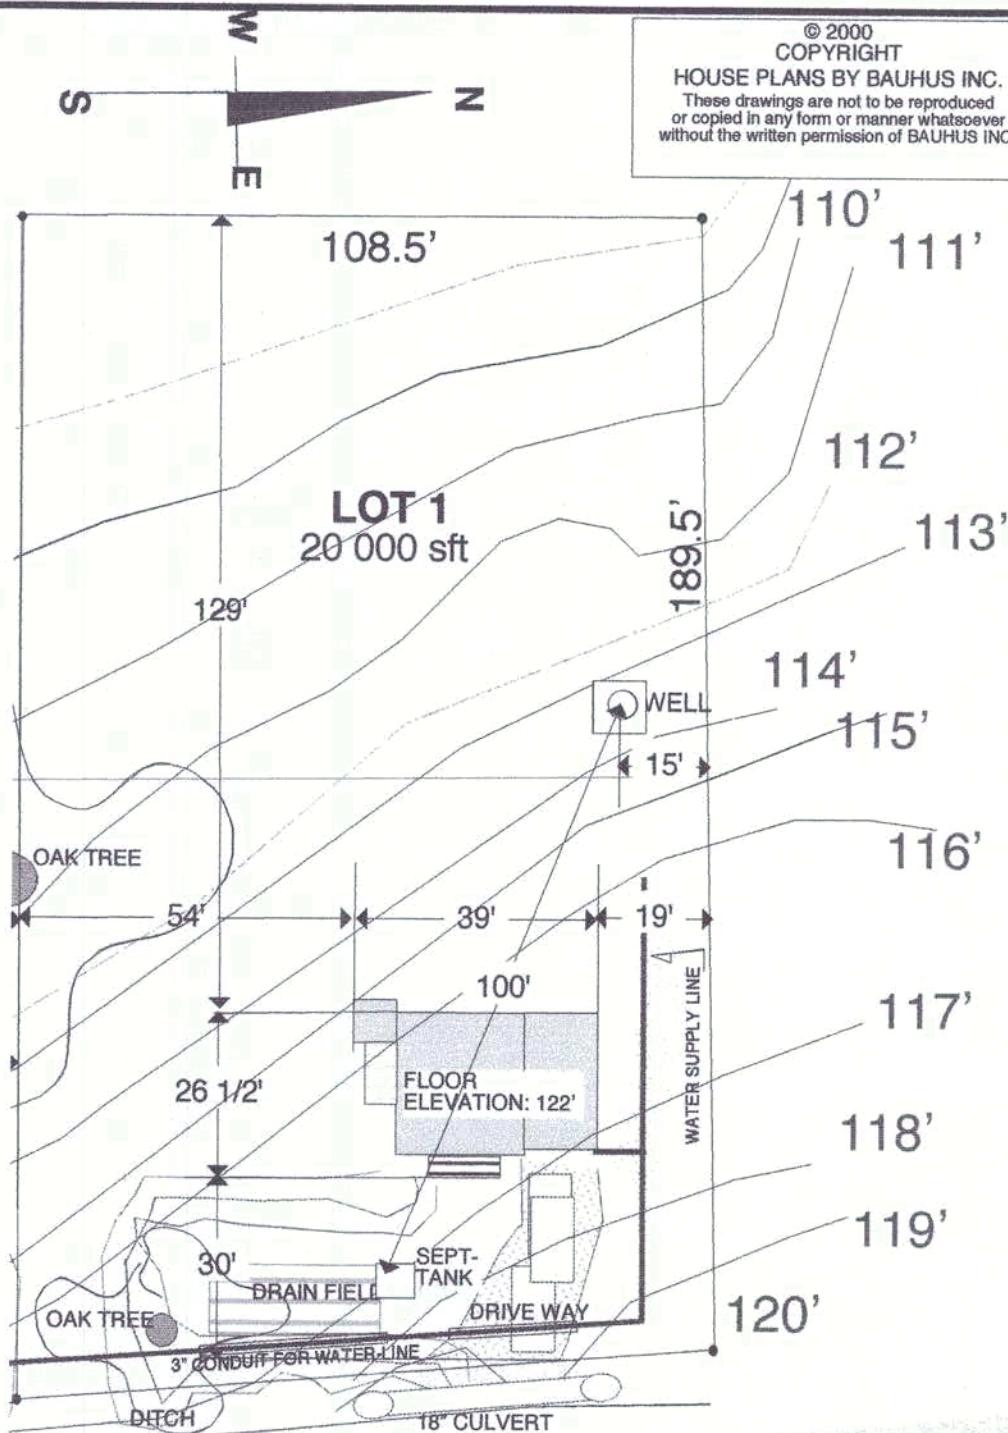 W
S
N
E
© 2000
COPYRIGHT
HOUSE PLANS BY BAUHUS INC.
These drawings are not to be reproduced
or copied in any form or manner whatsoever
without the written permission of BAUHUS INC
110'
108.5'
111'
112'
LOT 1
20 000 sft
189.5'
113'
129'
114'
WELL
115'
15'
116'
OAK TREE
54'
39'
19'
100'
117'
WATER SUPPLY LINE
26 1/2'
FLOOR
ELEVATION: 122'
118'
119'
30'
SEPT-
TANK
DRAIN FIELD
DRIVE WAY
120'
OAK TREE
3" CONDUIT FOR WATER-LINE
DITCH
18" CULVERT